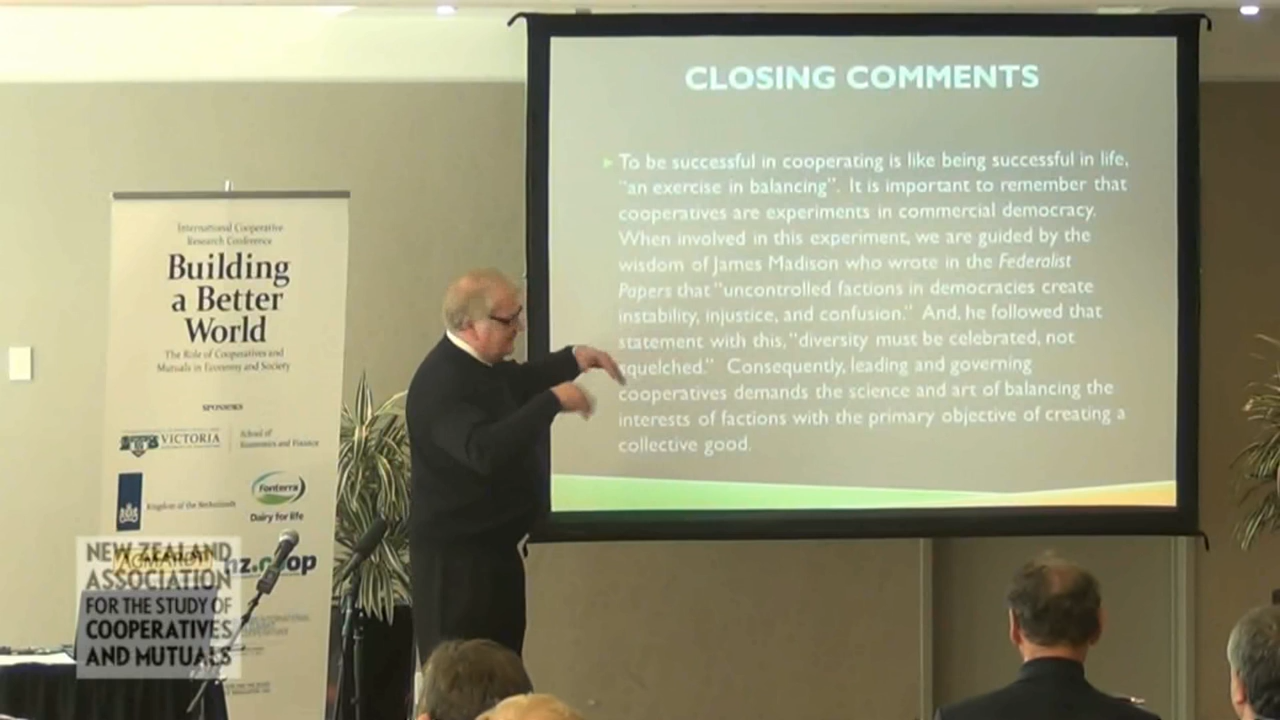 CLOSING COMMENTS
To be successful in cooperating is like being successful in life,
"an exercise in balancing". It is important to remember that
cooperatives are experiments in commercial democracy.
When involved in this experiment, we are guided by the
wisdom of James Madison who wrote in the Federalist
Papers that "uncontrolled factions in democracies create
instability, injustice, and confusion." And, he followed that
statement with this, "diversity must be celebrated, not
squelched." Consequently, leading and governing
cooperatives demands the science and art of balancing the
interests of factions with the primary objective of creating a
collective good.
International Cooperative
Research Conference
Building
a Better
World
The Role of Cooperatives and
Mutuals in Economy and Society
SPONSORS
VICTORIA
School of
Economics and Finance
Kingdom of the Netherlands
Fonterra
Dairy for life
AGMARDT
nz.coop
NEW ZEALAND
ASSOCIATION
FOR THE STUDY OF
COOPERATIVES
AND MUTUALS